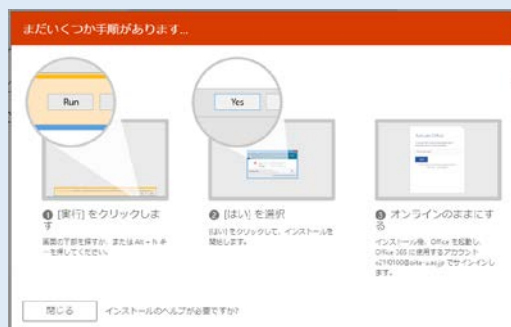 まだいくつか手順があります...
Run
Yes
Activate Office
❶ [実行] をクリックしま
す
画面の下部を探すか、または Alt + N キ
ーを押してください。
❷ [はい] を選択
[はい] をクリックして、インストールを
開始します。
❸ オンラインのままにす
る
インストール後、Office を起動し、
Office 365 に使用するアカウント
でサインインし
ます。
閉じる
インストールのヘルプが必要ですか?